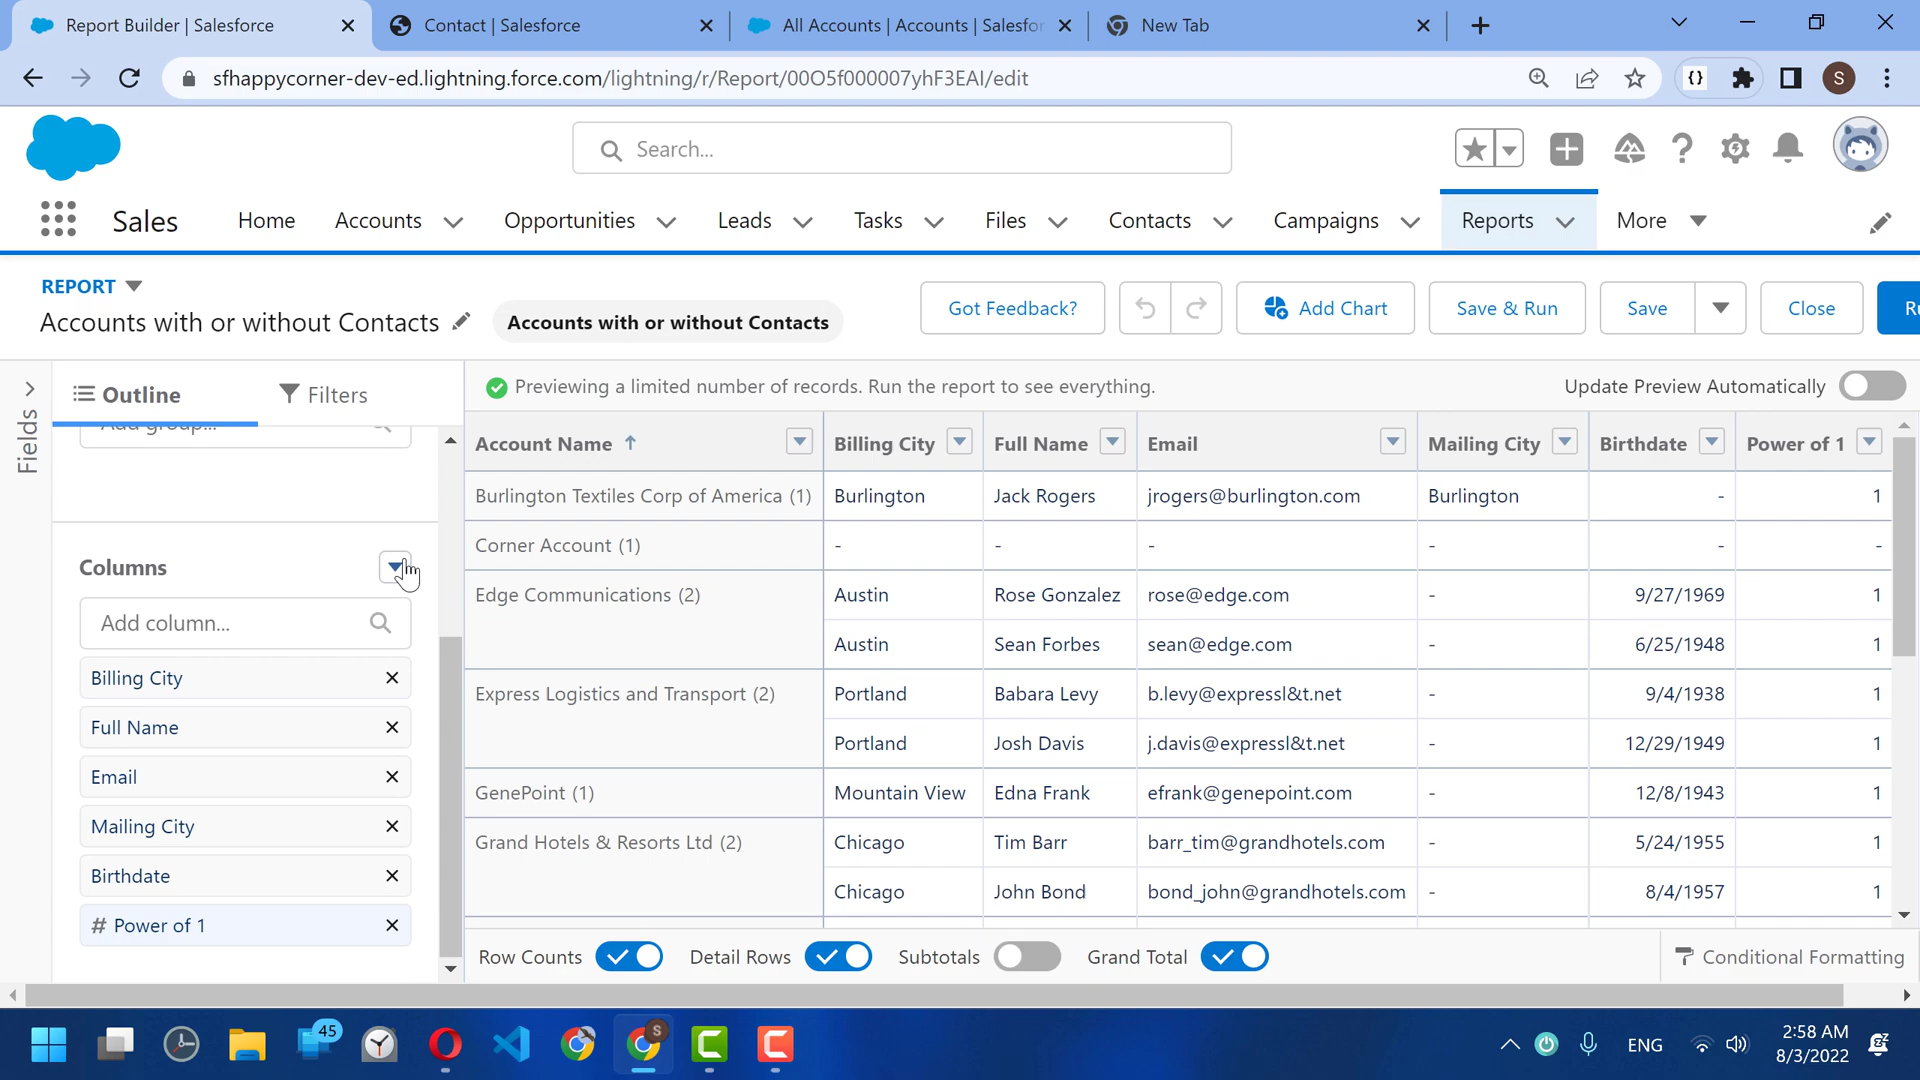 Report Builder | Salesforce
Contact | Salesforce
All Accounts | Accounts | Salesfor
New Tab
sfhappycorner-dev-ed.lightning.force.com/lightning/r/Report/00O5f000007yhF3EAI/edit
S
Search...
Sales
Home
Accounts
Opportunities
Leads
Tasks
Files
Contacts
Campaigns
Reports
More
REPORT
Accounts with or without Contacts
Accounts with or without Contacts
Got Feedback?
Add Chart
Save & Run
Save
Close
Fields
Outline
Filters
Previewing a limited number of records. Run the report to see everything.
Update Preview Automatically
Add group...
Columns
Add column...
Billing City
Full Name
Email
Mailing City
Birthdate
# Power of 1
Account Name Billing City Full Name Email Mailing City Birthdate Power of 1
Burlington Textiles Corp of America (1) Burlington Jack Rogers jrogers@burlington.com Burlington - 1
Corner Account (1) - - - - - -
Edge Communications (2) Austin Rose Gonzalez rose@edge.com - 9/27/1969 1
Austin Sean Forbes sean@edge.com - 6/25/1948 1
Express Logistics and Transport (2) Portland Babara Levy b.levy@expressl&t.net - 9/4/1938 1
Portland Josh Davis j.davis@expressl&t.net - 12/29/1949 1
GenePoint (1) Mountain View Edna Frank efrank@genepoint.com - 12/8/1943 1
Grand Hotels & Resorts Ltd (2) Chicago Tim Barr barr_tim@grandhotels.com - 5/24/1955 1
Chicago John Bond bond_john@grandhotels.com - 8/4/1957 1
Row Counts
Detail Rows
Subtotals
Grand Total
Conditional Formatting
45
S
ENG
2:58 AM
8/3/2022